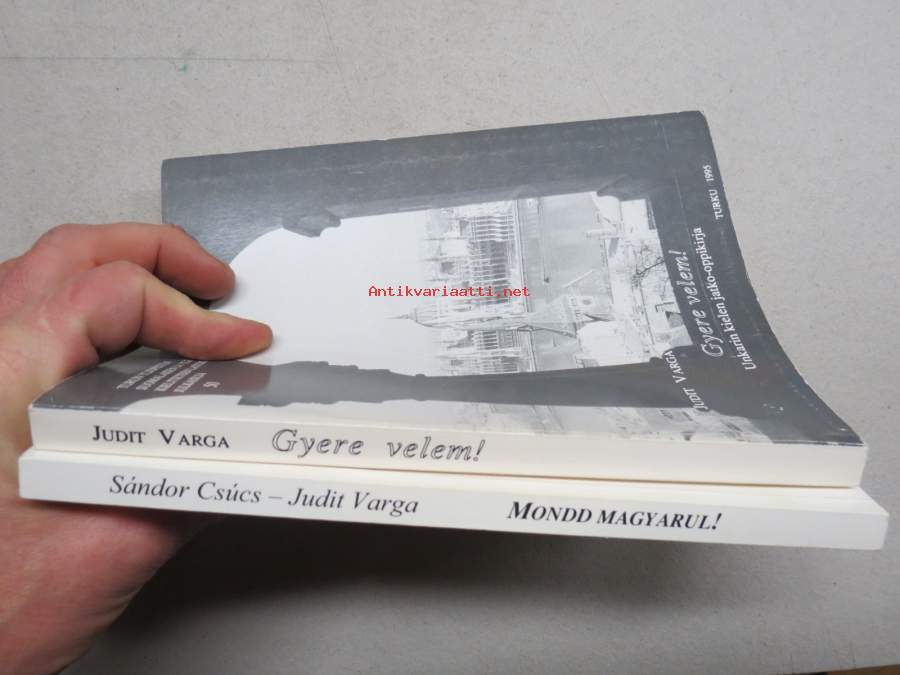 Antikvariaatti.net
JUDIT VARGA
Gyere velem!
Unkarin kielen jatko-oppikirja
TURKU 1995
JUDIT VARGA Gyere velem!
Sándor Csúcs – Judit Varga MONDD MAGYARUL!